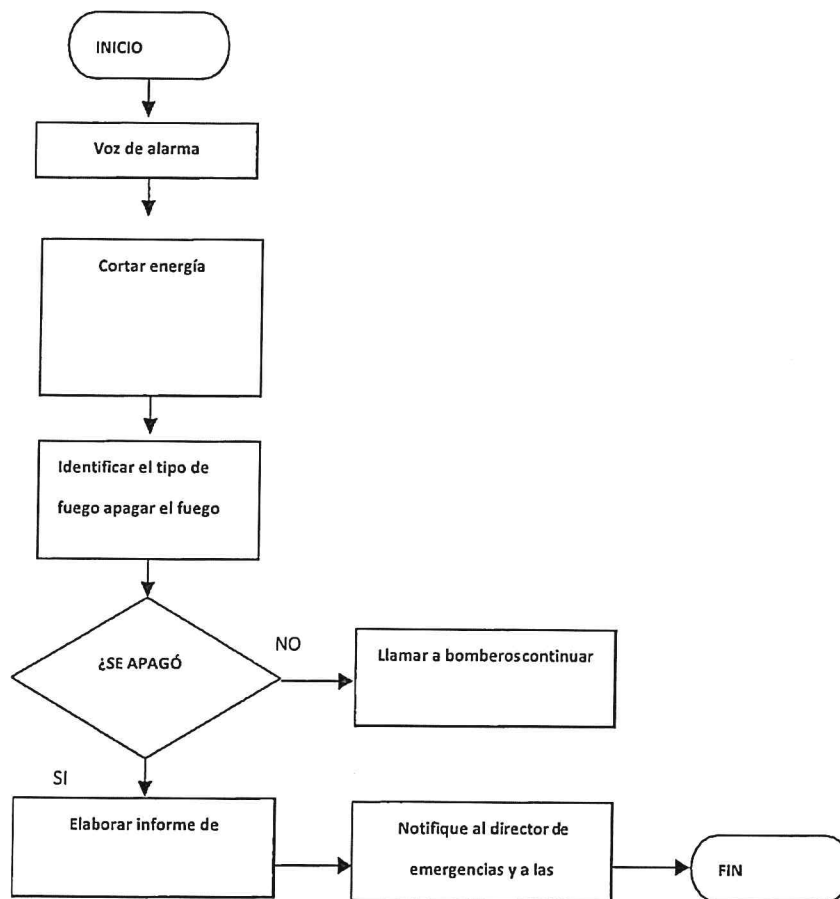 INICIO
Voz de alarma
Cortar energía
Identificar el tipo de
fuego apagar el fuego
¿SE APAGÓ
NO
Llamar a bomberoscontinuar
SI
Elaborar informe de
Notifique al director de
emergencias y a las
FIN